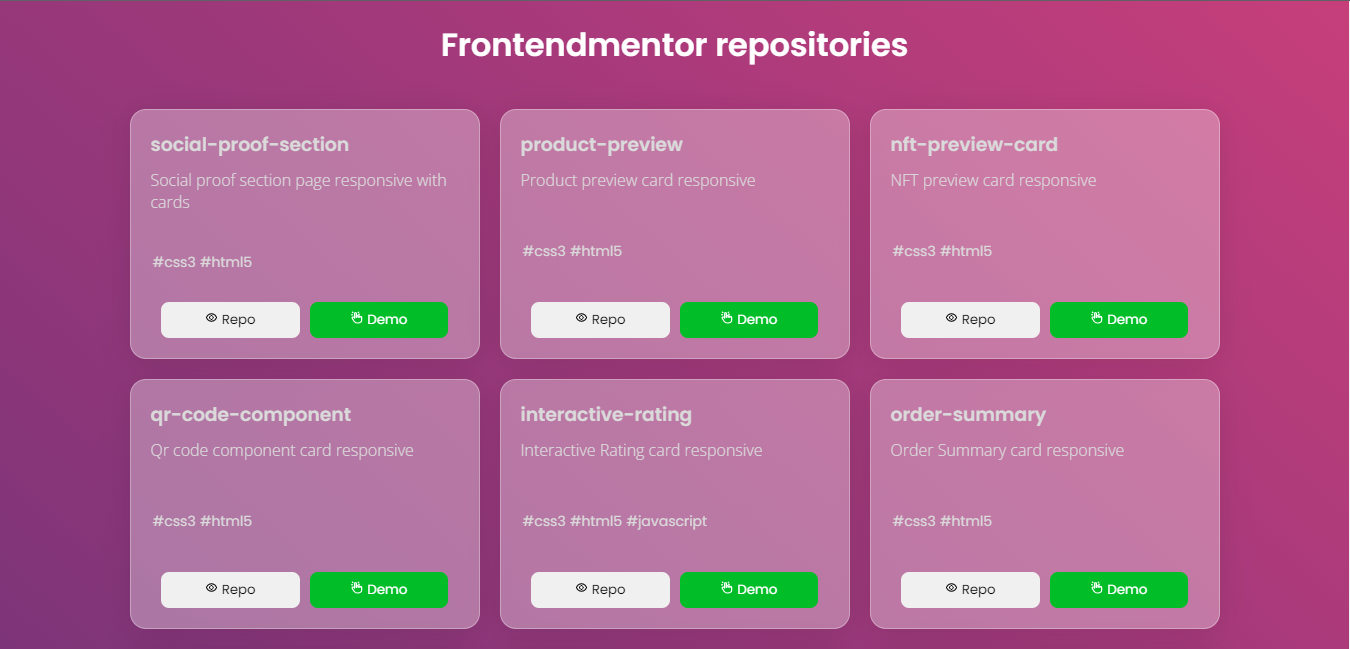 Frontendmentor repositories
social-proof-section
Social proof section page responsive with
cards
#css3 #html5
Repo
Demo
product-preview
Product preview card responsive
#css3 #html5
Repo
Demo
nft-preview-card
NFT preview card responsive
#css3 #html5
Repo
Demo
qr-code-component
Qr code component card responsive
#css3 #html5
Repo
Demo
interactive-rating
Interactive Rating card responsive
#css3 #html5 #javascript
Repo
Demo
order-summary
Order Summary card responsive
#css3 #html5
Repo
Demo